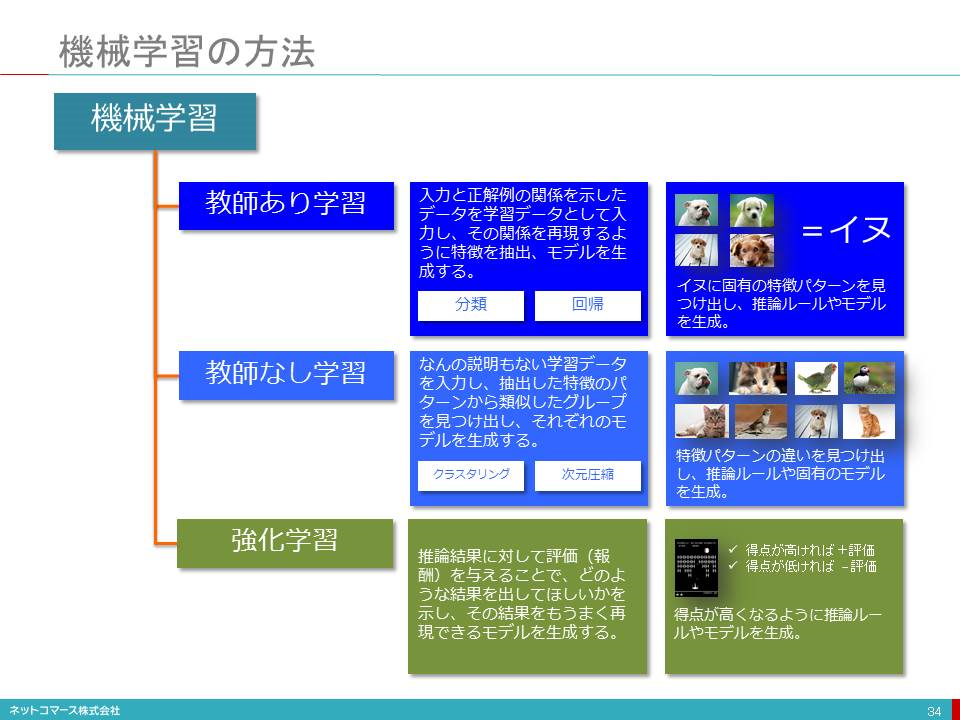 機械学習の方法
機械学習
教師あり学習
入力と正解例の関係を示した
データを学習データとして入
力し、その関係を再現するよ
うに特徴を抽出、モデルを生
成する。
分類
回帰
＝イヌ
イヌに固有の特徴パターンを見
つけ出し、推論ルールやモデル
を生成。
教師なし学習
なんの説明もない学習データ
を入力し、抽出した特徴のパ
ターンから類似したグループ
を見つけ出し、それぞれのモ
デルを生成する。
クラスタリング
次元圧縮
特徴パターンの違いを見つけ出
し、推論ルールや固有のモデル
を生成。
強化学習
推論結果に対して評価（報
酬）を与えることで、どのよ
うな結果を出してほしいかを
示し、その結果をもうまく再
現できるモデルを生成する。
✓ 得点が高ければ＋評価
✓ 得点が低ければ －評価
得点が高くなるように推論ルー
ルやモデルを生成。
ネットコマース株式会社
34